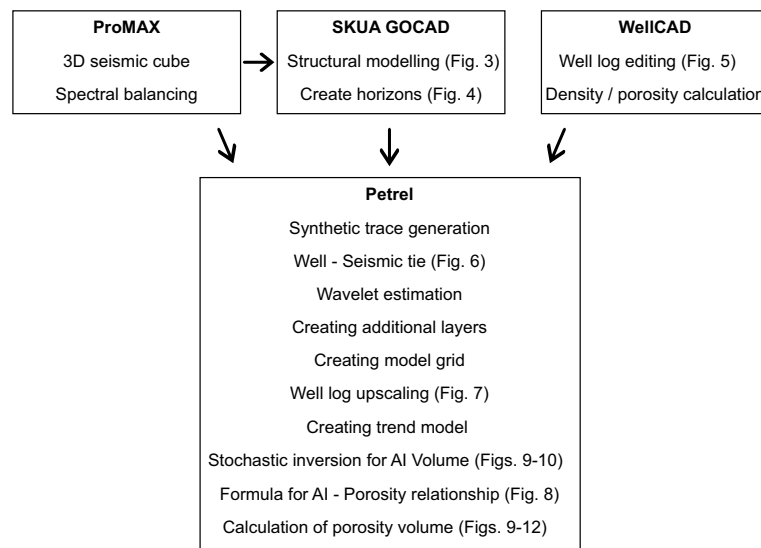 ProMAX
3D seismic cube
Spectral balancing
SKUA GOCAD
Structural modelling (Fig. 3)
Create horizons (Fig. 4)
WellCAD
Well log editing (Fig. 5)
Density / porosity calculation
Petrel
Synthetic trace generation
Well - Seismic tie (Fig. 6)
Wavelet estimation
Creating additional layers
Creating model grid
Well log upscaling (Fig. 7)
Creating trend model
Stochastic inversion for AI Volume (Figs. 9-10)
Formula for AI - Porosity relationship (Fig. 8)
Calculation of porosity volume (Figs. 9-12)